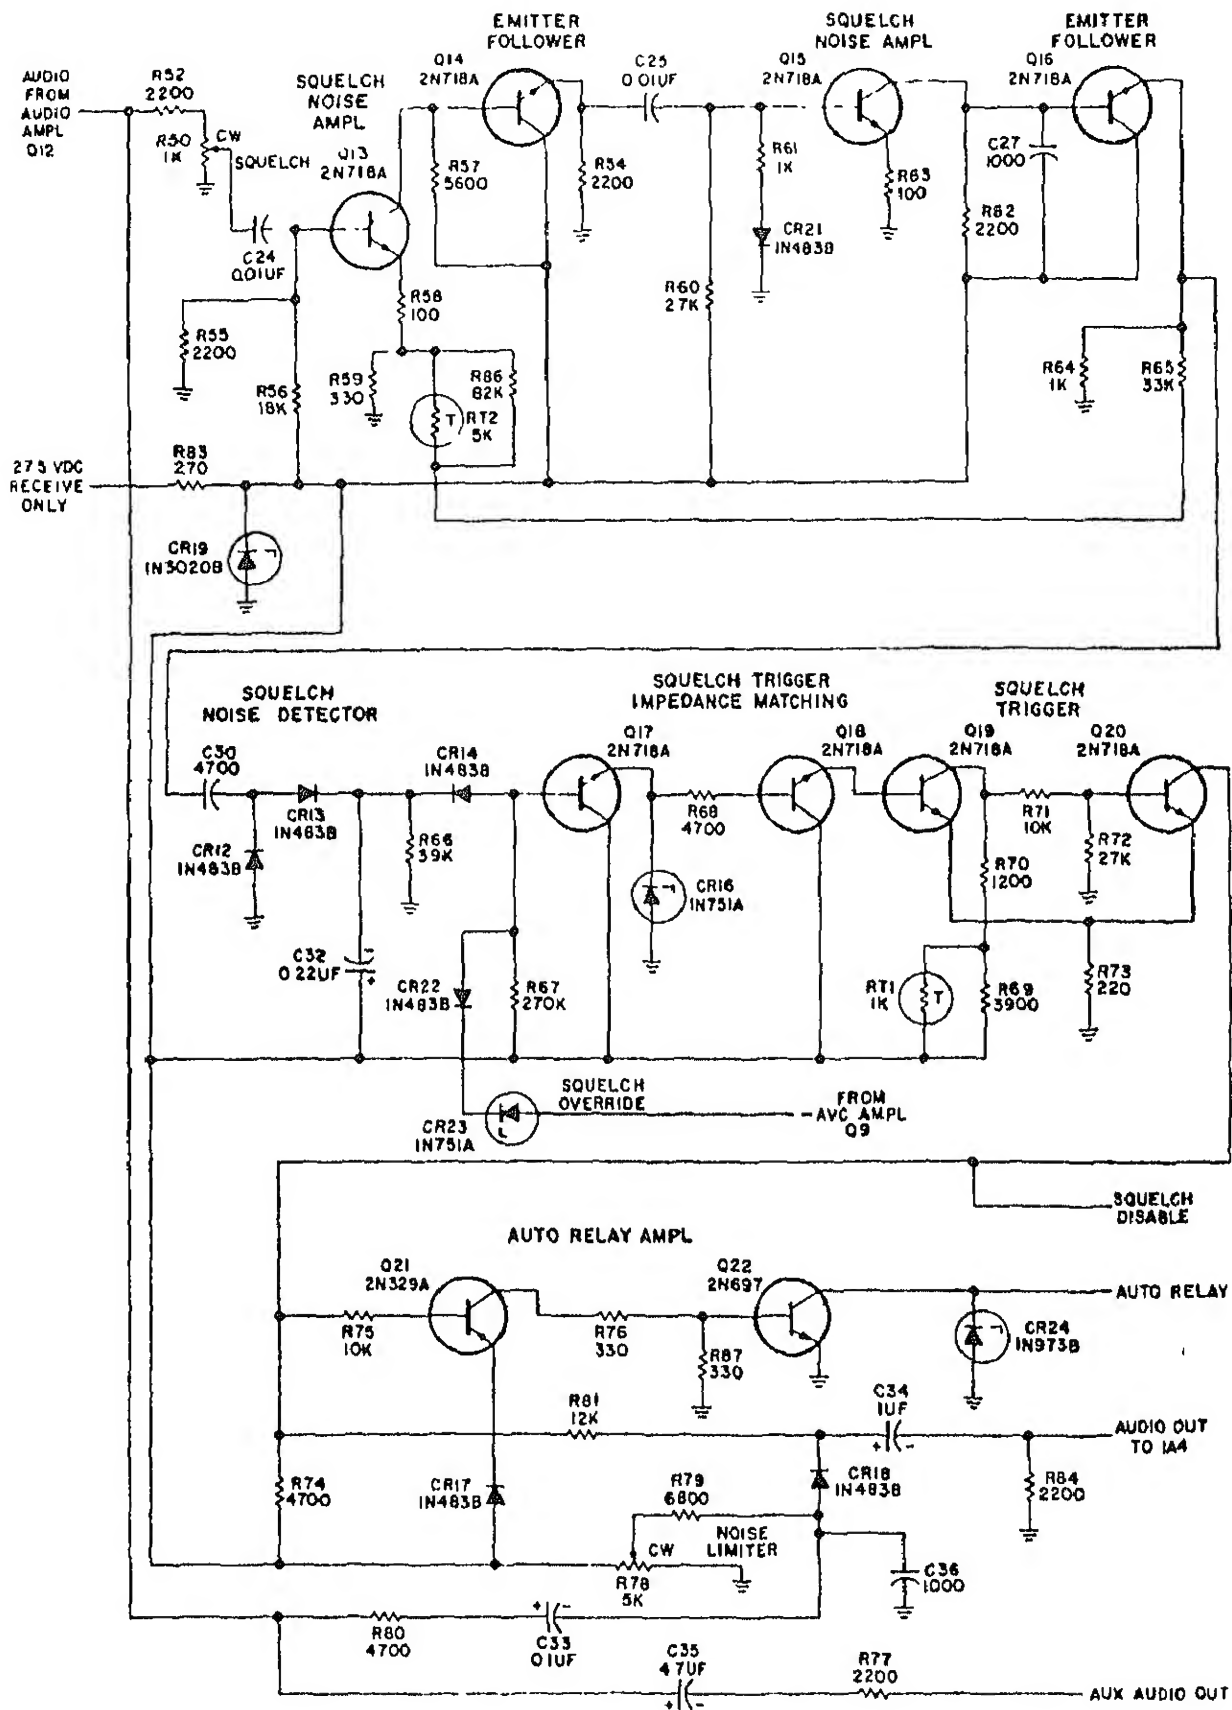 EMITTER
FOLLOWER
Q14
2N718A
C25
0.01UF
SQUELCH
NOISE AMPL
Q15
2N718A
EMITTER
FOLLOWER
Q16
2N718A
AUDIO
FROM
AUDIO
AMPL
Q12
R52
2200
SQUELCH
NOISE
AMPL
R50
1K
CW
SQUELCH
Q13
2N718A
R57
5600
R54
2200
R61
1K
R63
100
C27
1000
R82
2200
C24
0.01UF
CR21
1N483B
R55
2200
R58
100
R60
27K
R56
18K
R59
330
R86
82K
T
RT2
5K
R64
1K
R65
33K
27.5 VDC
RECEIVE
ONLY
R83
270
CR19
1N3020B
SQUELCH
NOISE DETECTOR
SQUELCH TRIGGER
IMPEDANCE MATCHING
SQUELCH
TRIGGER
C30
4700
CR14
1N483B
Q17
2N718A
Q18
2N718A
Q19
2N718A
Q20
2N718A
CR13
1N483B
CR12
1N483B
R66
39K
R68
4700
R71
10K
R72
27K
CR16
1N751A
R70
1200
C32
0.22UF
-
+
CR22
1N483B
R67
270K
RT1
1K
T
R69
3900
R73
220
SQUELCH
OVERRIDE
CR23
1N751A
FROM
AVC AMPL
Q9
SQUELCH
DISABLE
AUTO RELAY AMPL
Q21
2N329A
Q22
2N697
AUTO RELAY
R75
10K
R76
330
R87
330
CR24
1N973B
R81
12K
C34
1UF
+ -
AUDIO OUT
TO 1A4
R74
4700
CR17
1N483B
R79
6800
CR18
1N483B
R84
2200
CW
NOISE
LIMITER
R78
5K
C36
1000
R80
4700
+ -
C33
0.1UF
C35
4.7UF
+ -
R77
2200
AUX AUDIO OUT